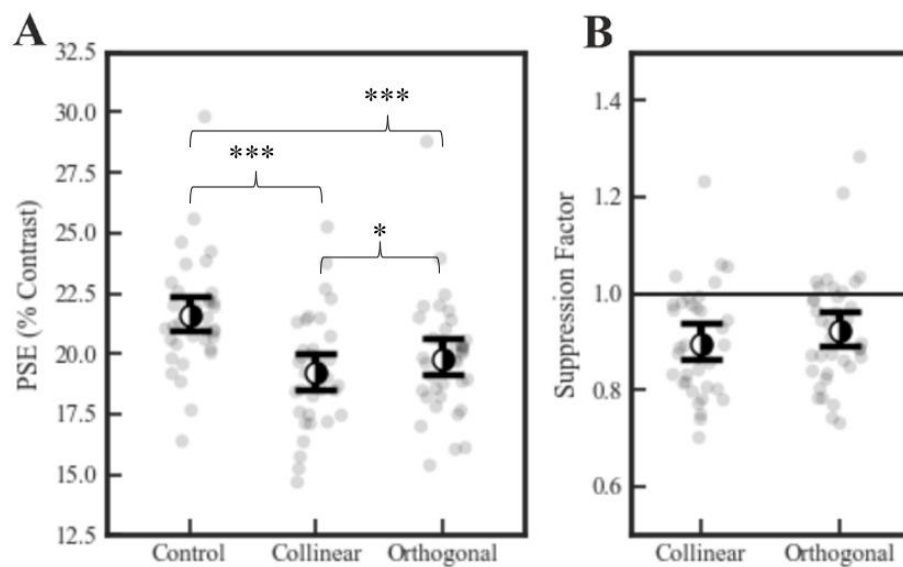 A
B
PSE (% Contrast)
32.5
30.0
27.5
25.0
22.5
20.0
17.5
15.0
12.5
***
***
*
Control Collinear Orthogonal
Suppression Factor
1.4
1.2
1.0
0.8
0.6
Collinear Orthogonal